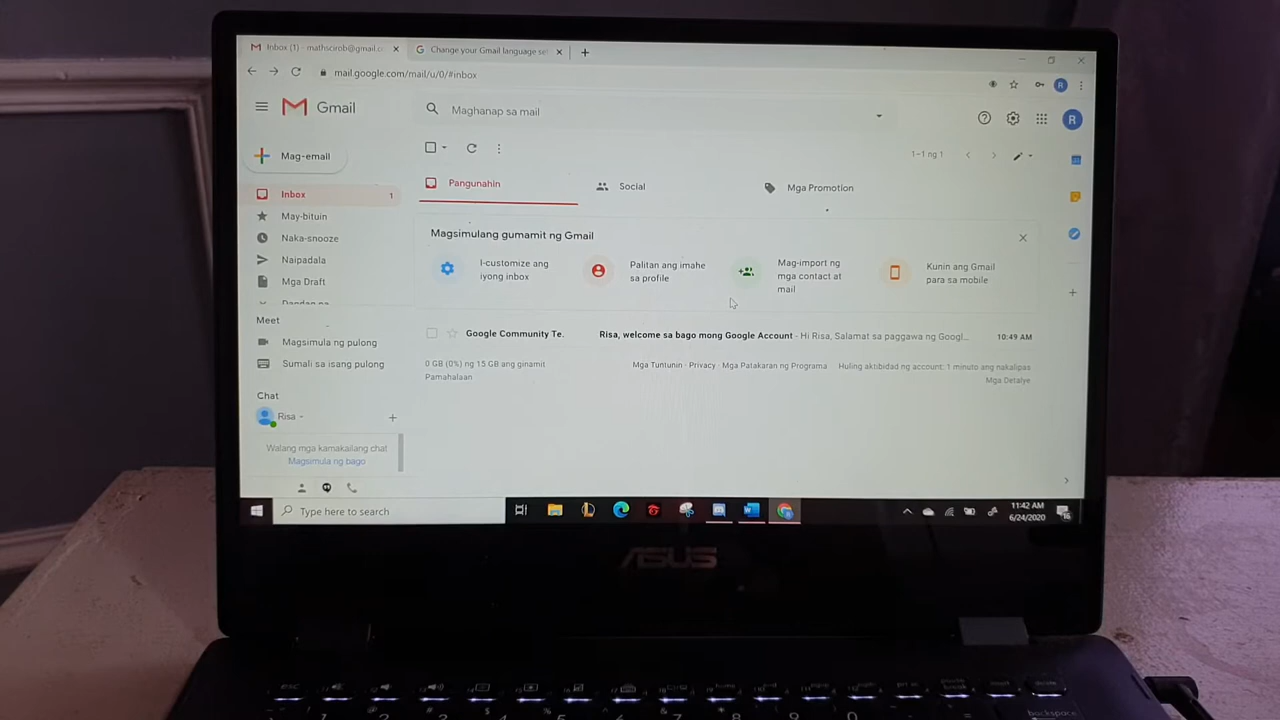 Inbox (1) - mathscirob@gmail.c
Change your Gmail language se
mail.google.com/mail/u/0/#inbox
R
Gmail
Maghanap sa mail
R
Mag-email
1–1 ng 1
Inbox 1
May-bituin
Naka-snooze
Naipadala
Mga Draft
Pangunahin
Social
Mga Promotion
Magsimulang gumamit ng Gmail
I-customize ang
iyong inbox
Palitan ang imahe
sa profile
Mag-import ng
mga contact at
mail
Kunin ang Gmail
para sa mobile
Meet
Magsimula ng pulong
Sumali sa isang pulong
Google Community Te. Risa, welcome sa bago mong Google Account - Hi Risa, Salamat sa paggawa ng Googl... 10:49 AM
0 GB (0%) ng 15 GB ang ginamit
Pamahalaan
Mga Tuntunin · Privacy · Mga Patakaran ng Programa
Huling aktibidad ng account: 1 minuto ang nakalipas
Mga Detalye
Chat
Risa
Walang mga kamakailang chat
Magsimula ng bago
Type here to search
11:42 AM
6/24/2020
16
ASUS
esc
home
backspace